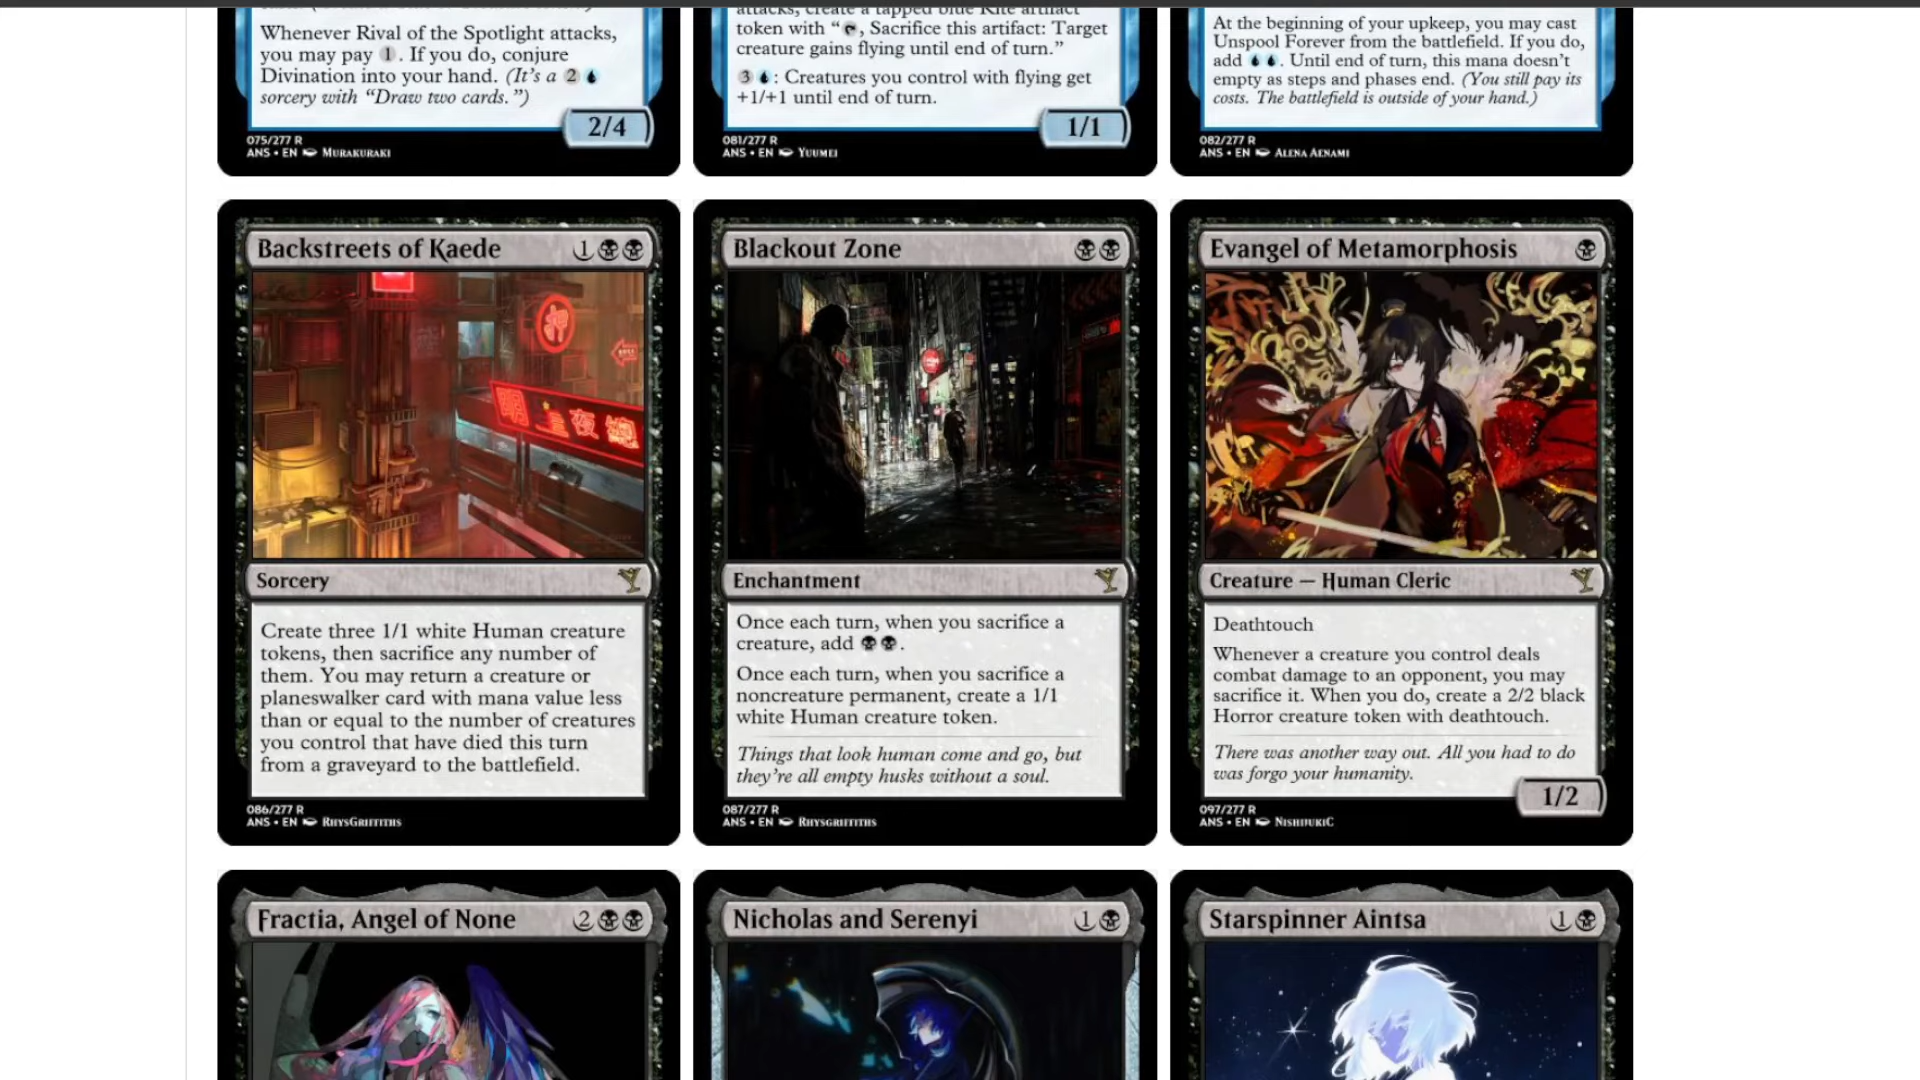 Whenever Rival of the Spotlight attacks,
you may pay 1. If you do, conjure
Divination into your hand. (It's a 2
sorcery with “Draw two cards.”)
2/4
075/277 R
ANS • EN Murakuraki
attacks, create a tapped blue Kite artifact
token with “, Sacrifice this artifact: Target
creature gains flying until end of turn.”
3: Creatures you control with flying get
+1/+1 until end of turn.
1/1
081/277 R
ANS • EN Yuumei
At the beginning of your upkeep, you may cast
Unspool Forever from the battlefield. If you do,
add . Until end of turn, this mana doesn't
empty as steps and phases end. (You still pay its
costs. The battlefield is outside of your hand.)
082/277 R
ANS • EN Alena Aenami
Backstreets of Kaede 1
押
夜
Sorcery
Create three 1/1 white Human creature
tokens, then sacrifice any number of
them. You may return a creature or
planeswalker card with mana value less
than or equal to the number of creatures
you control that have died this turn
from a graveyard to the battlefield.
086/277 R
ANS • EN RhysGriffiths
Blackout Zone
Enchantment
Once each turn, when you sacrifice a
creature, add .
Once each turn, when you sacrifice a
noncreature permanent, create a 1/1
white Human creature token.
Things that look human come and go, but
they're all empty husks without a soul.
087/277 R
ANS • EN Rhysgriffiths
Evangel of Metamorphosis
Creature — Human Cleric
Deathtouch
Whenever a creature you control deals
combat damage to an opponent, you may
sacrifice it. When you do, create a 2/2 black
Horror creature token with deathtouch.
There was another way out. All you had to do
was forgo your humanity.
1/2
097/277 R
ANS • EN
Fractia, Angel of None 2
Nicholas and Serenyi 1
Starspinner Aintsa 1